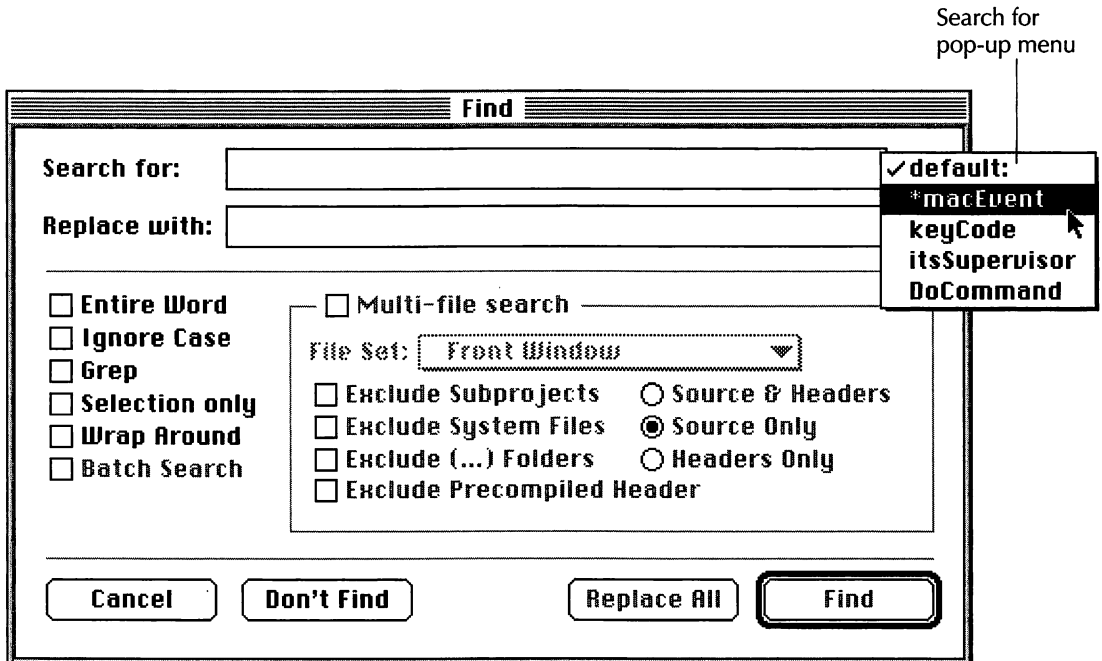 Search for
pop-up menu
Find
Search for:
✓default:
*macEvent
Replace with:
keyCode
itsSupervisor
DoCommand
Entire Word
Ignore Case
Grep
Selection only
Wrap Around
Batch Search
Multi-file search
File Set: Front Window
Exclude Subprojects
Source & Headers
Exclude System Files
Source Only
Exclude (...) Folders
Headers Only
Exclude Precompiled Header
Cancel
Don't Find
Replace All
Find